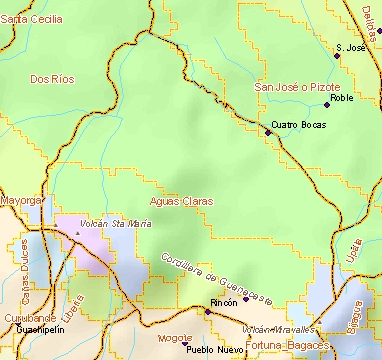 Santa Cecilia
Delicias
S. José
Dos Ríos
San José o Pizote
Roble
Cuatro Bocas
Mayorga
Aguas Claras
Volcán Sta María
Cañas Dulces
Upala
Cordillera de Guanacaste
Liberia
Bijagua
Rincón
Curubandé
Guachipelín
Volcán Miravalles
Mogote
Fortuna-Bagaces
Pueblo Nuevo